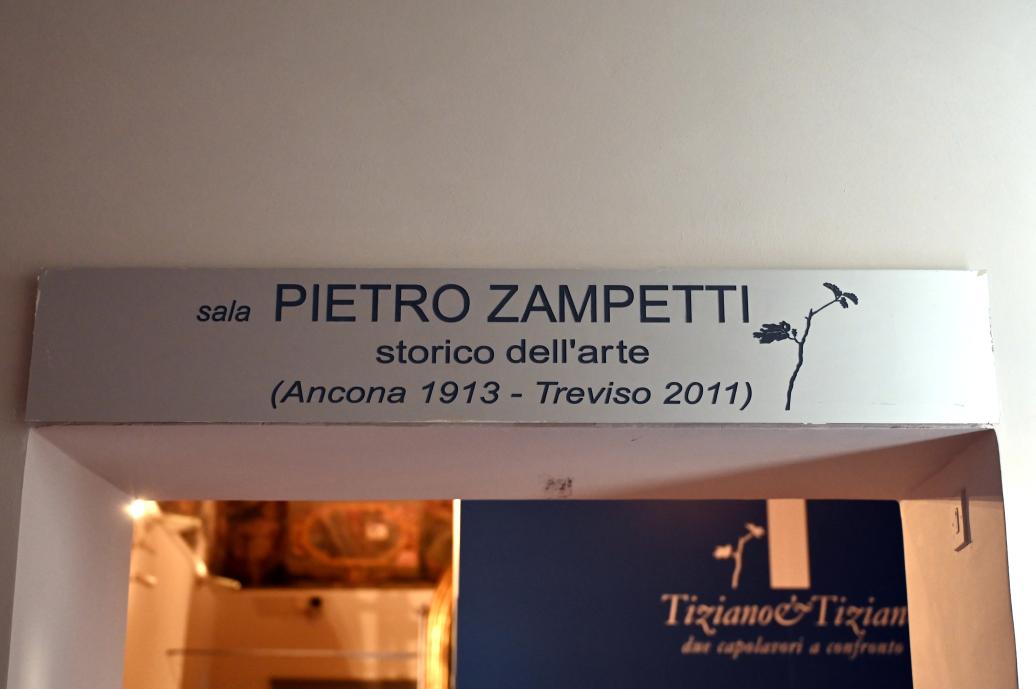 sala PIETRO ZAMPETTI
storico dell'arte
(Ancona 1913 - Treviso 2011)
Tiziano&Tizian
due capolavori a confronto